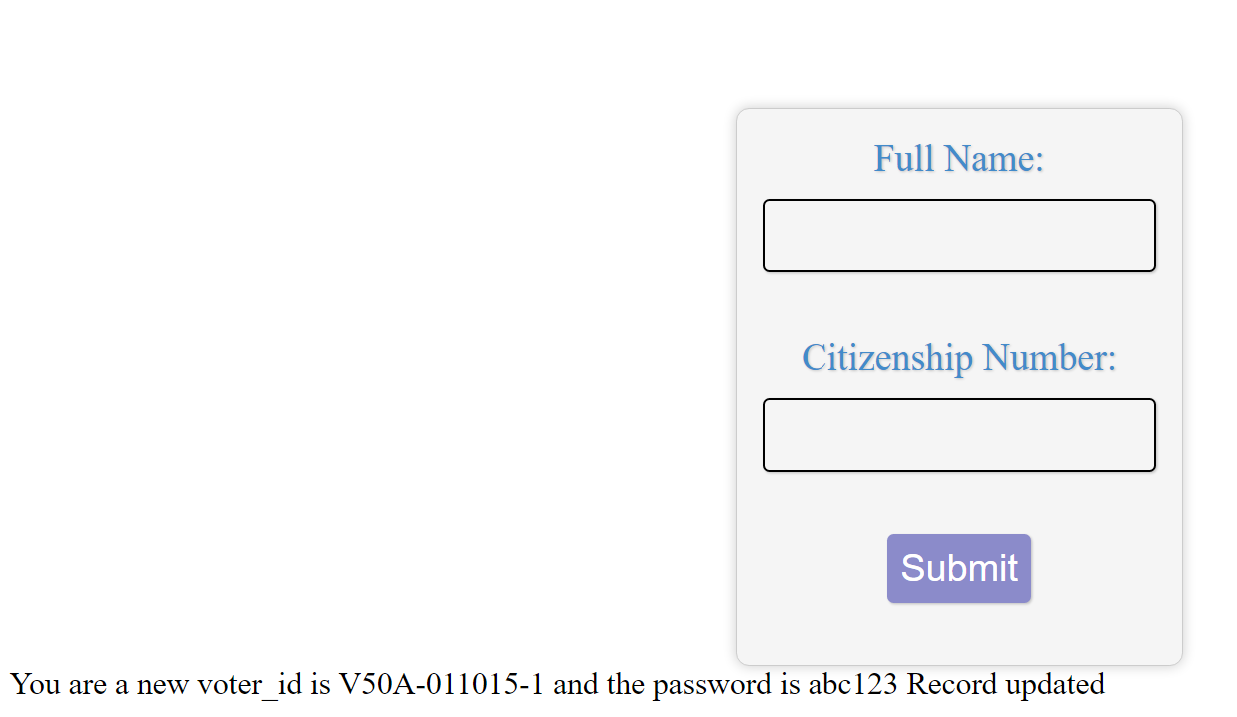 Full Name:
Citizenship Number:
Submit
You are a new voter_id is V50A-011015-1 and the password is abc123 Record updated